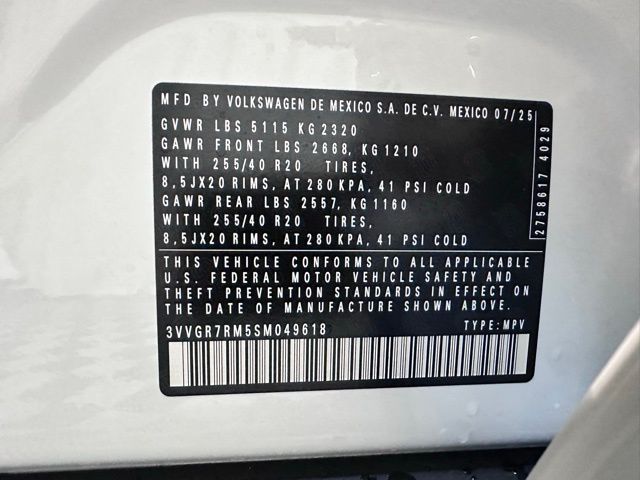 MFD BY VOLKSWAGEN DE MEXICO S.A. DE C.V. MEXICO 07/25
GVWR LBS 5115 KG 2320
GAWR FRONT LBS 2668, KG 1210
WITH 255/40 R20 TIRES,
8,5JX20 RIMS, AT 280 KPA, 41 PSI COLD
GAWR REAR LBS 2557, KG 1160
WITH 255/40 R20 TIRES,
8,5JX20 RIMS, AT 280 KPA, 41 PSI COLD
2758617 4029
THIS VEHICLE CONFORMS TO ALL APPLICABLE
U.S. FEDERAL MOTOR VEHICLE SAFETY AND
THEFT PREVENTION STANDARDS IN EFFECT ON
THE DATE OF MANUFACTURE SHOWN ABOVE.
3VVGR7RM5SM049618 TYPE:MPV